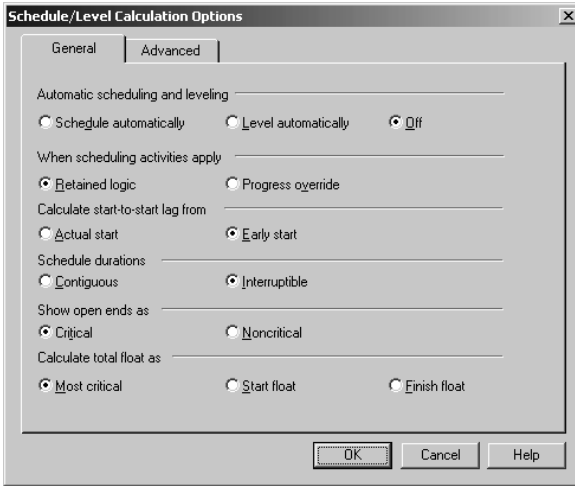 Schedule/Level Calculation Options
General Advanced
Automatic scheduling and leveling
Schedule automatically Level automatically Off
When scheduling activities apply
Retained logic Progress override
Calculate start-to-start lag from
Actual start Early start
Schedule durations
Contiguous Interruptible
Show open ends as
Critical Noncritical
Calculate total float as
Most critical Start float Finish float
OK Cancel Help